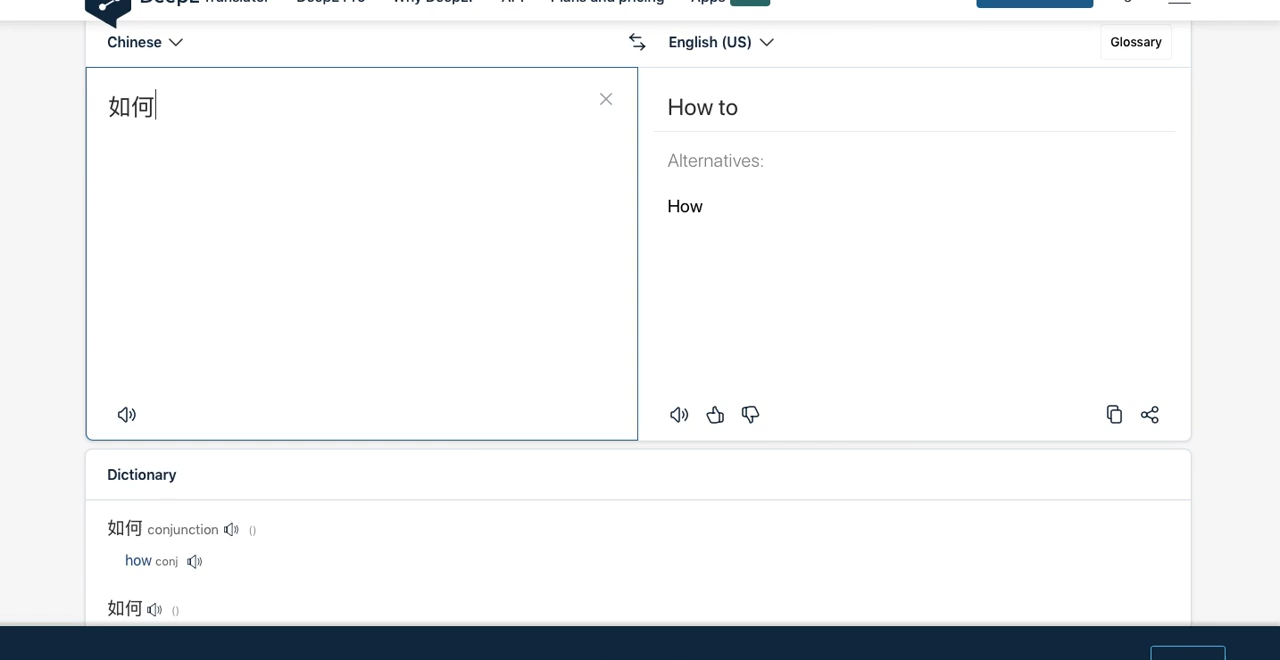 Chinese
English (US)
Glossary
如何
How to
Alternatives:
How
Dictionary
如何 conjunction ()
how conj
如何 ()